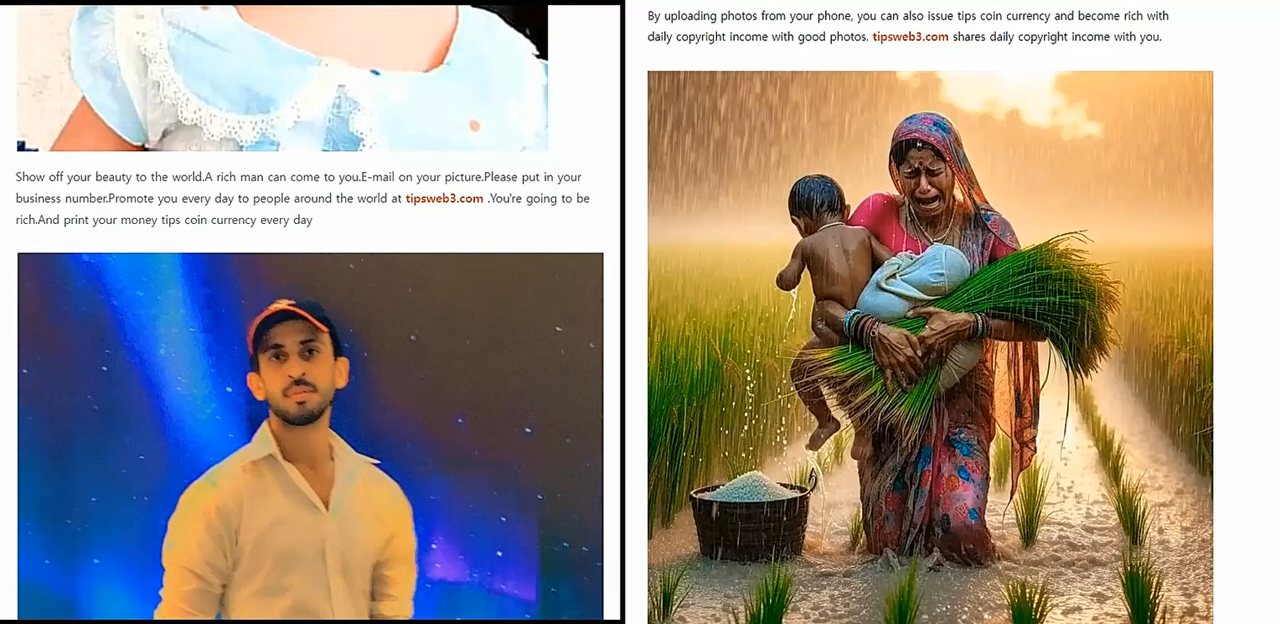 Show off your beauty to the world.A rich man can come to you.E-mail on your picture.Please put in your
business number.Promote you every day to people around the world at tipsweb3.com .You're going to be
rich.And print your money tips coin currency every day
By uploading photos from your phone, you can also issue tips coin currency and become rich with
daily copyright income with good photos. tipsweb3.com shares daily copyright income with you.